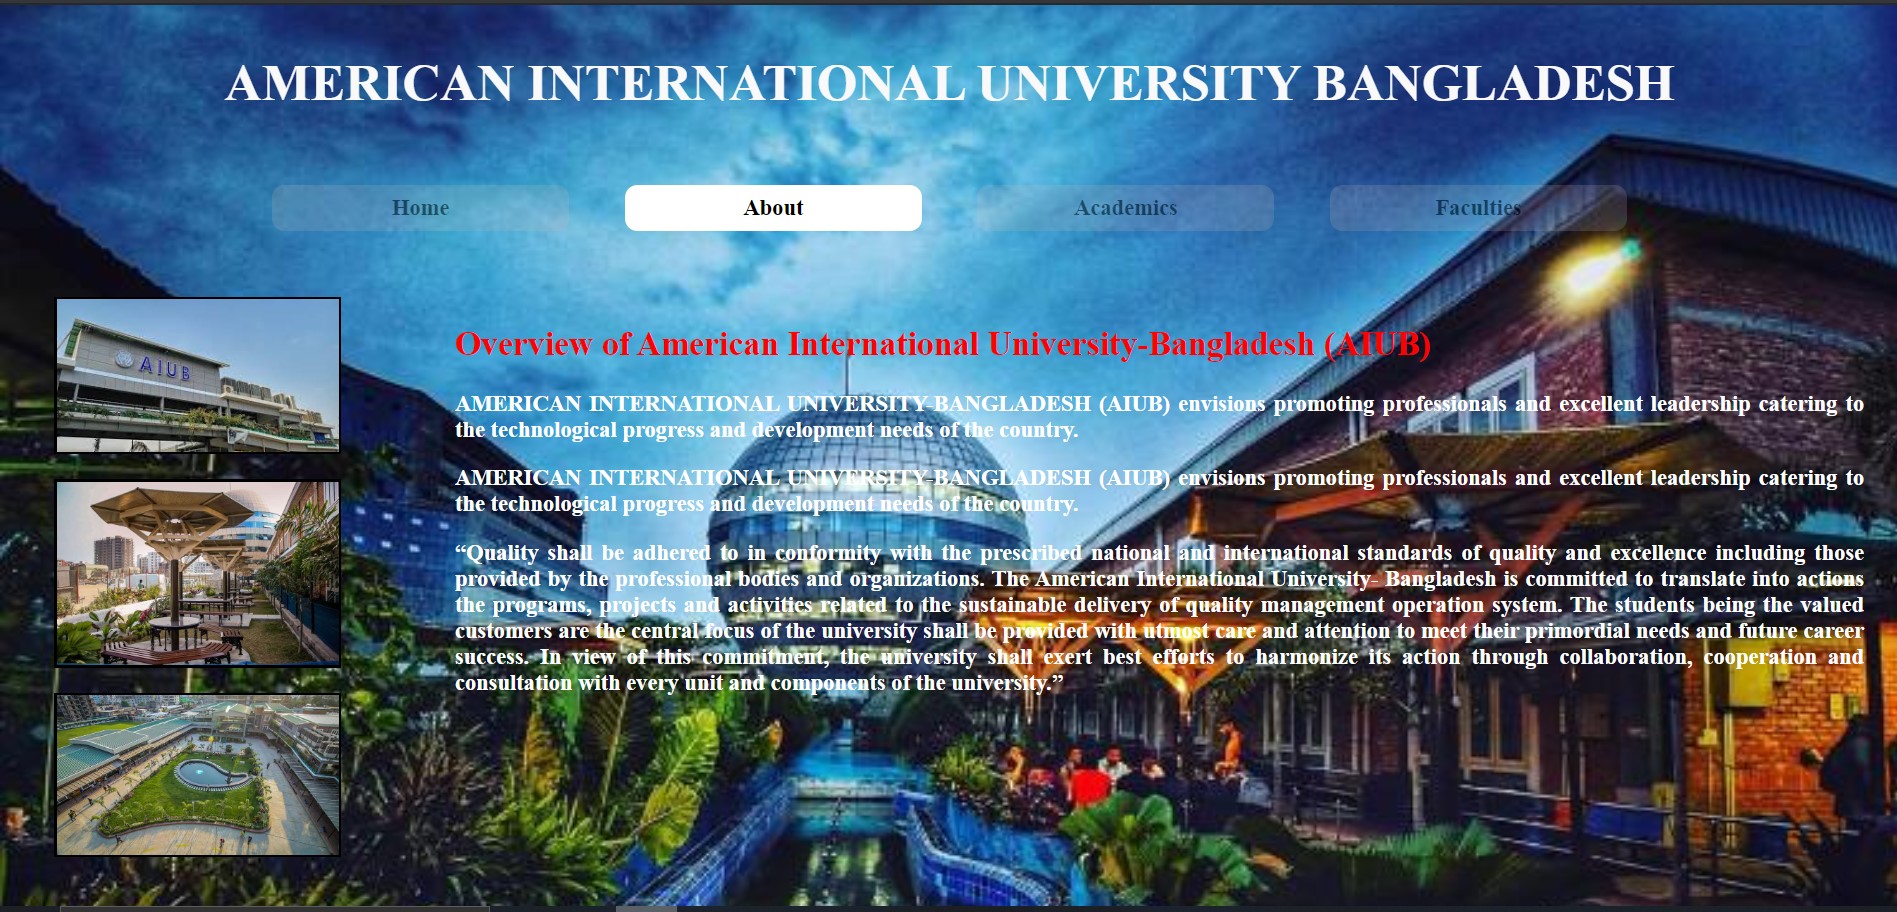 AMERICAN INTERNATIONAL UNIVERSITY BANGLADESH
Home
About
Academics
Faculties
AIUB
Overview of American International University-Bangladesh (AIUB)
AMERICAN INTERNATIONAL UNIVERSITY-BANGLADESH (AIUB) envisions promoting professionals and excellent leadership catering to
the technological progress and development needs of the country.
AMERICAN INTERNATIONAL UNIVERSITY-BANGLADESH (AIUB) envisions promoting professionals and excellent leadership catering to
the technological progress and development needs of the country.
“Quality shall be adhered to in conformity with the prescribed national and international standards of quality and excellence including those
provided by the professional bodies and organizations. The American International University- Bangladesh is committed to translate into actions
the programs, projects and activities related to the sustainable delivery of quality management operation system. The students being the valued
customers are the central focus of the university shall be provided with utmost care and attention to meet their primordial needs and future career
success. In view of this commitment, the university shall exert best efforts to harmonize its action through collaboration, cooperation and
consultation with every unit and components of the university.”